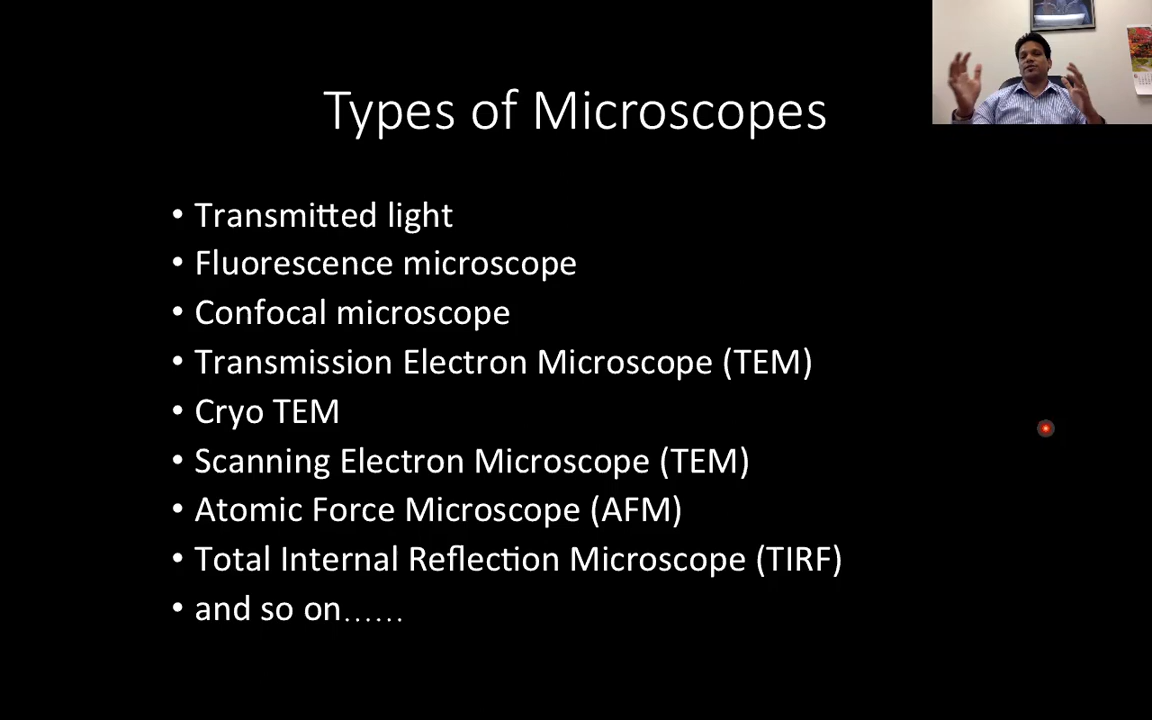 Types of Microscopes
• Transmitted light
• Fluorescence microscope
• Confocal microscope
• Transmission Electron Microscope (TEM)
• Cryo TEM
• Scanning Electron Microscope (TEM)
• Atomic Force Microscope (AFM)
• Total Internal Reflection Microscope (TIRF)
• and so on......